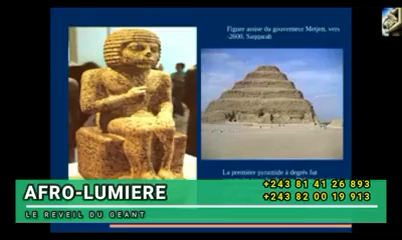 Figure assise du gouverneur Metjen, vers
-2600, Saqqarah
La première pyramide à degrés fut
AFRO-LUMIERE
LE REVEIL DU GEANT
+243 81 41 26 893
+243 82 00 19 913